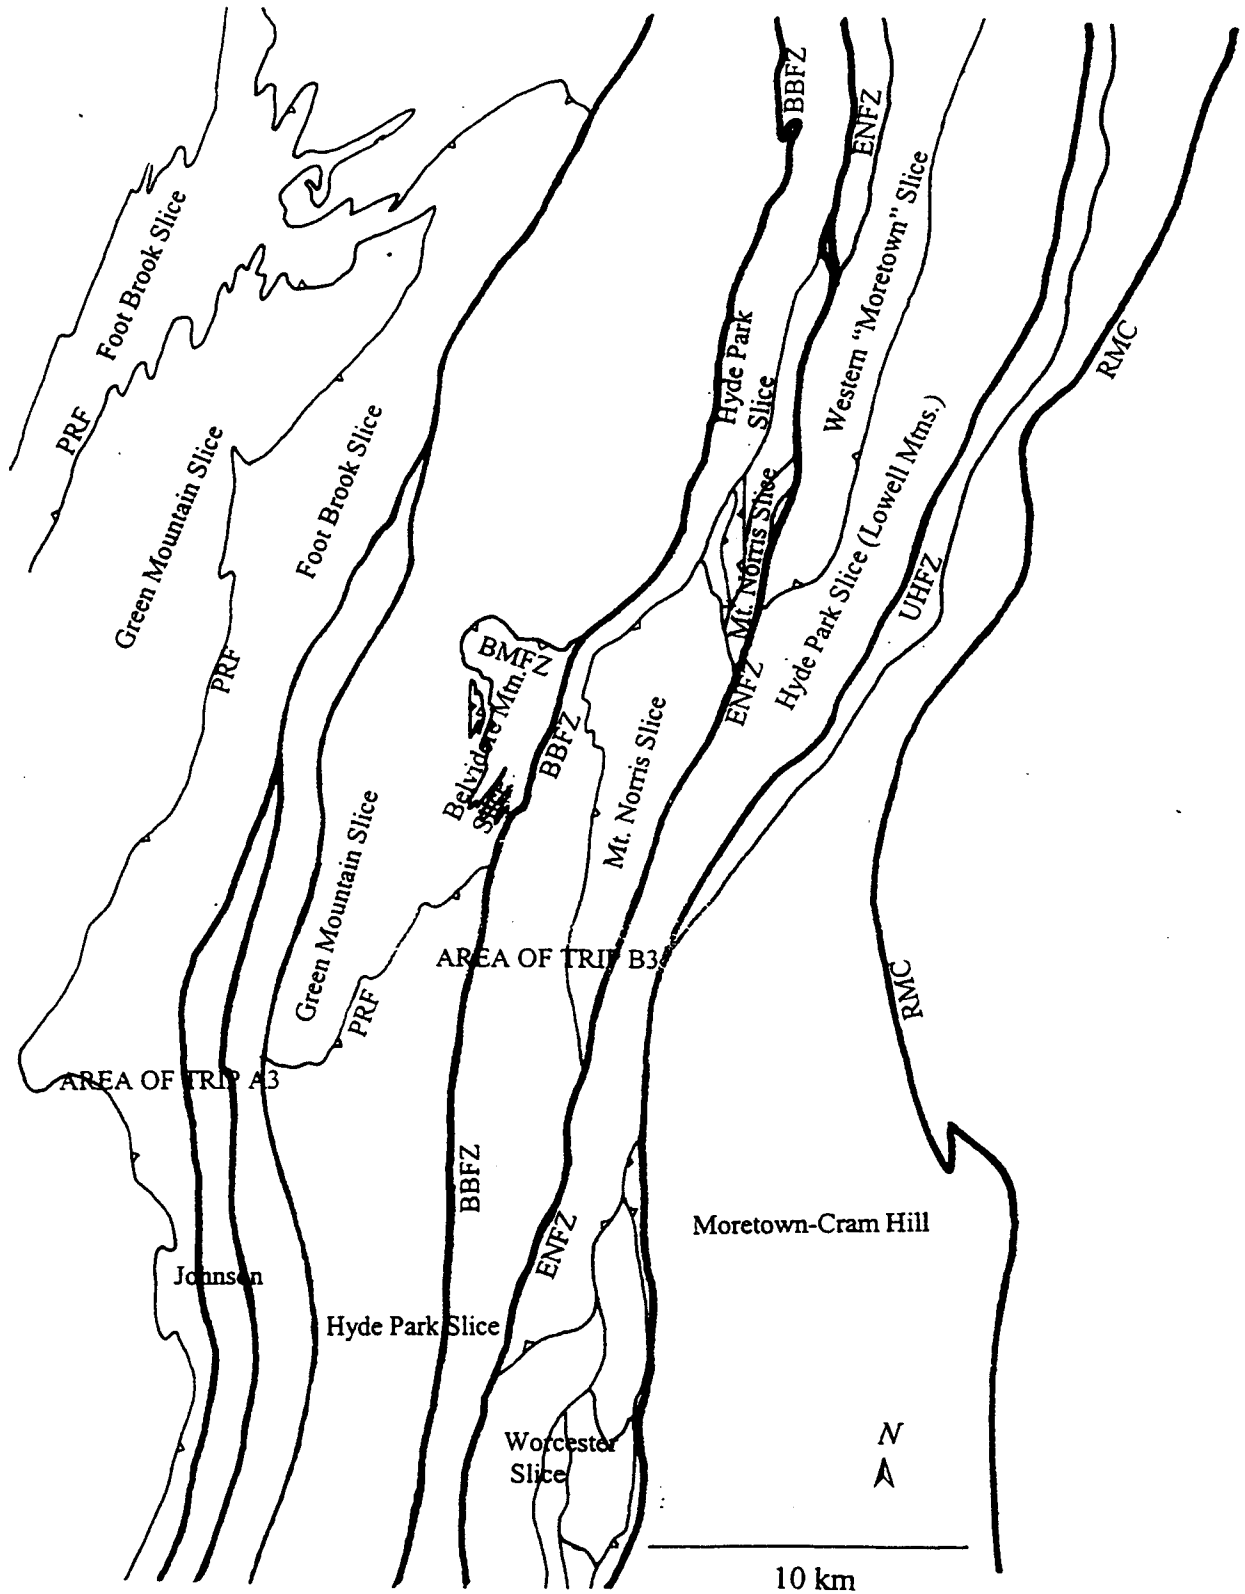 BBFZ
ENFZ
Foot Brook Slice
Western "Moretown" Slice
RMC
Hyde Park
Slice
PRF
Green Mountain Slice
Foot Brook Slice
Hyde Park Slice (Lowell Mtns.)
Mt. Norris Slice
UHFZ
PRF
BMFZ
Belvidere Mtn.
Slice
BBFZ
ENFZ
Mt. Norris Slice
Green Mountain Slice
AREA OF TRIP B3
PRF
RMC
AREA OF TRIP A3
BBFZ
ENFZ
Moretown-Cram Hill
Johnson
Hyde Park Slice
Worcester
Slice
N
10 km